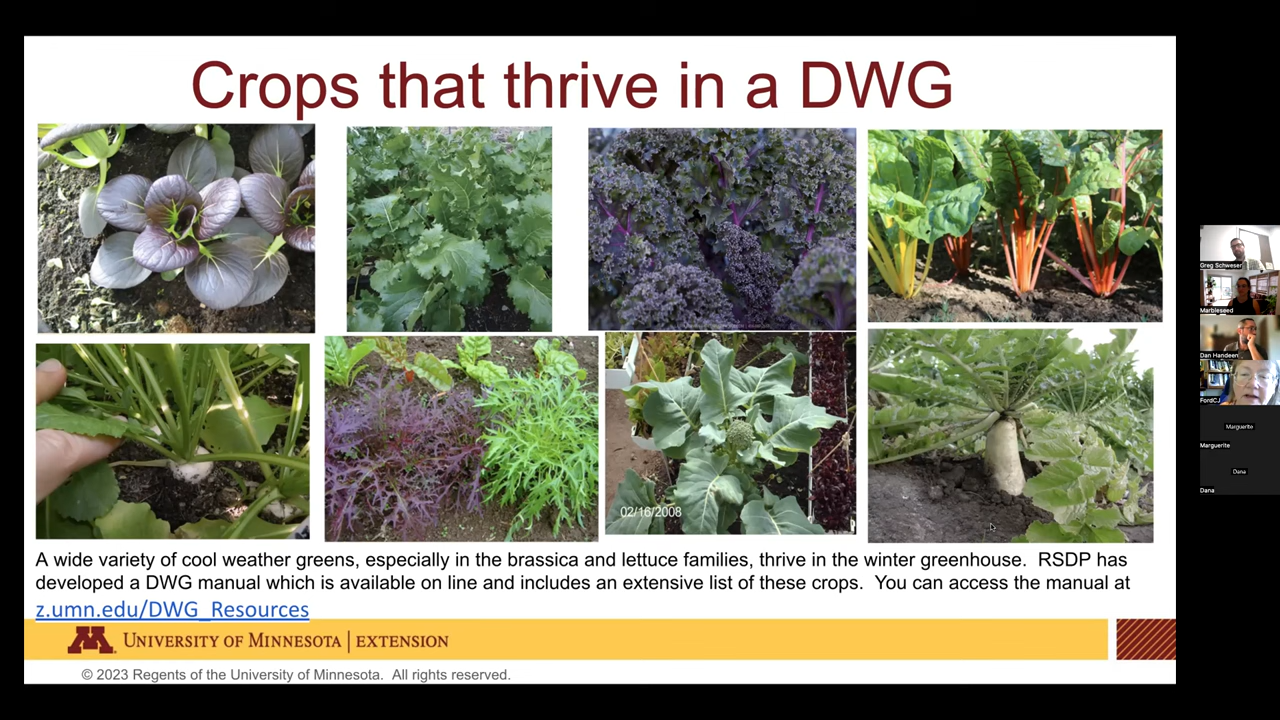 Crops that thrive in a DWG
02/16/2008
A wide variety of cool weather greens, especially in the brassica and lettuce families, thrive in the winter greenhouse. RSDP has
developed a DWG manual which is available on line and includes an extensive list of these crops. You can access the manual at
z.umn.edu/DWG_Resources
UNIVERSITY OF MINNESOTA | EXTENSION
© 2023 Regents of the University of Minnesota. All rights reserved.
Greg Schweser
Marbleseed
Dan Handeen
FordCJ
Marguerite
Marguerite
Dana
Dana